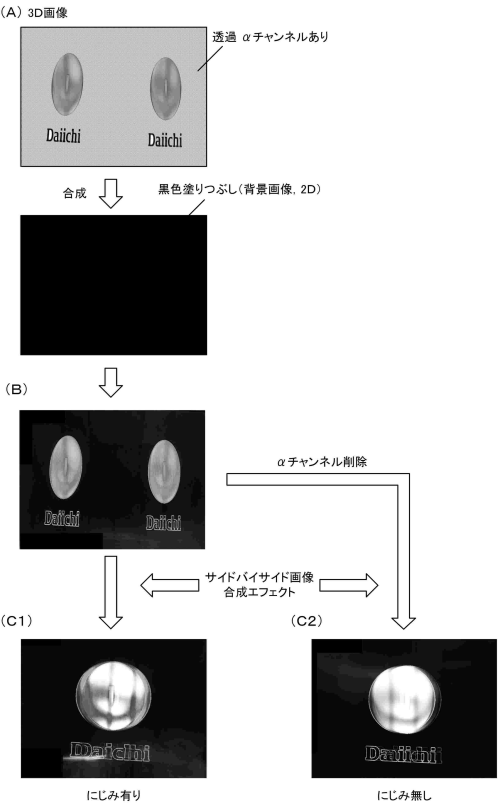 （A） 3D画像
透過 αチャンネルあり
Daiichi
Daiichi
合成
黒色塗りつぶし（背景画像，2D）
（B）
Daiichi
Daiichi
αチャンネル削除
サイドバイサイド画像
合成エフェクト
（C1）
（C2）
Daiichi
Daiichi
にじみ有り
にじみ無し